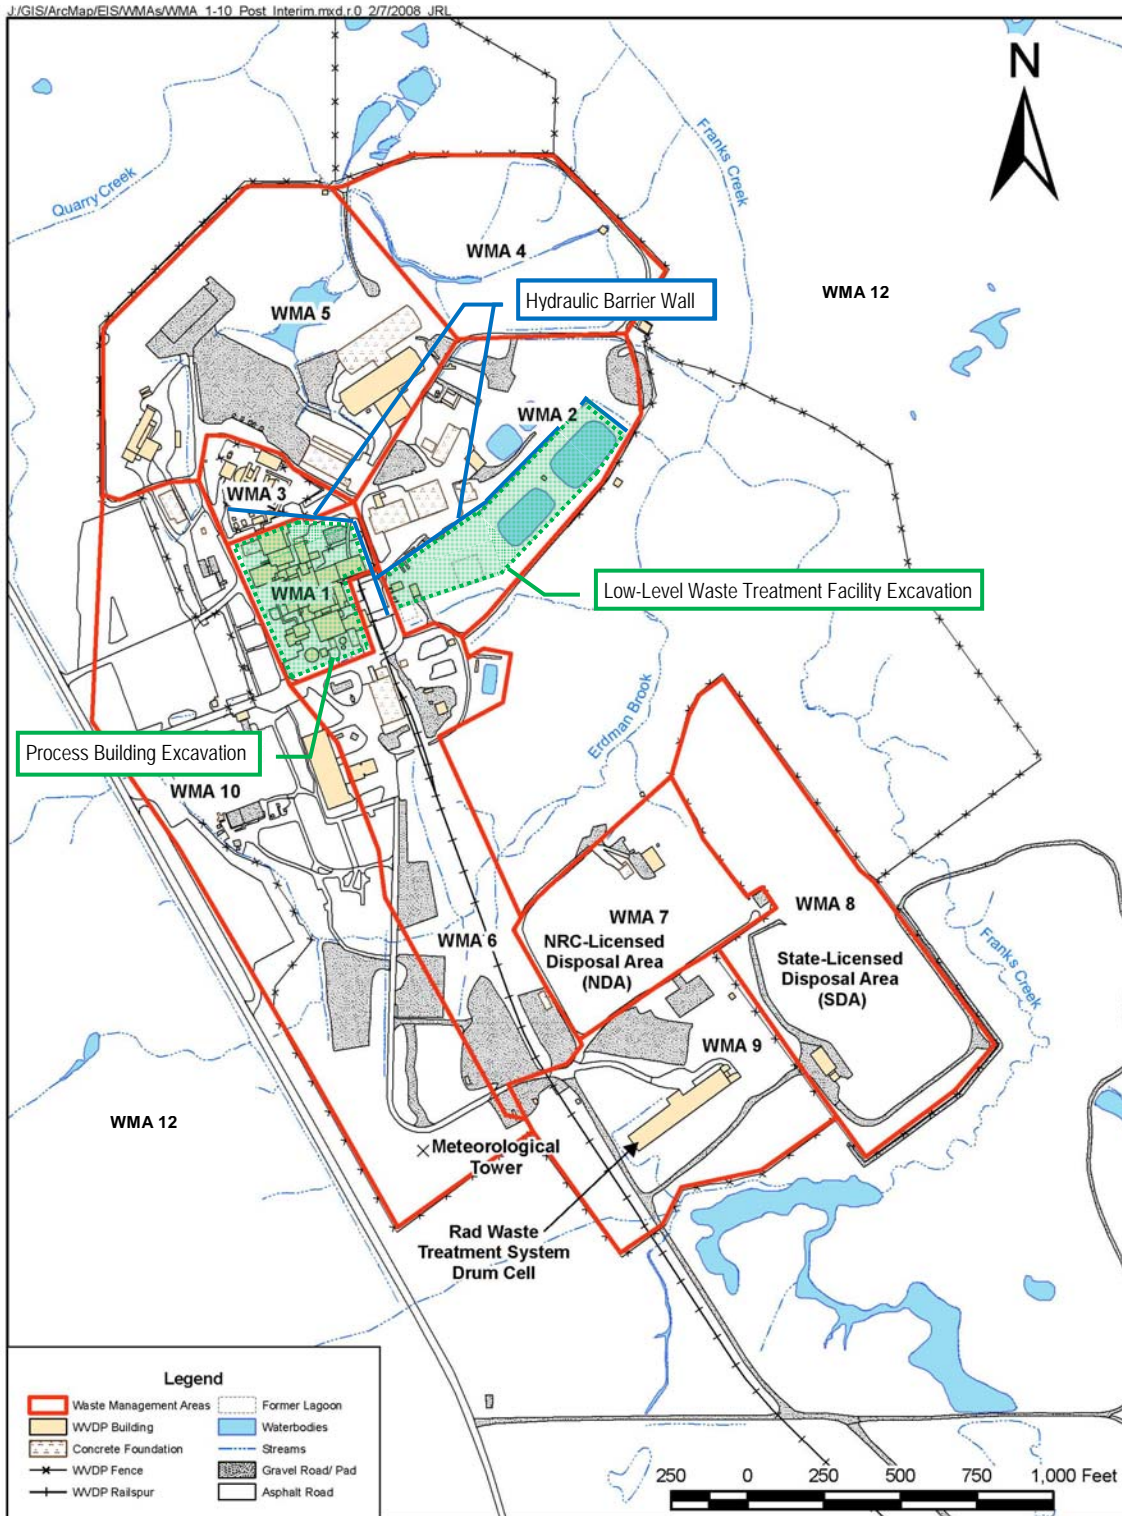 J:/GIS/ArcMap/EIS/WMAs/WMA_1-10_Post_Interim.mxd.r.0 2/7/2008 JRL
N
Franks Creek
Quarry Creek
WMA 4
WMA 12
Hydraulic Barrier Wall
WMA 5
WMA 2
WMA 3
WMA 1
Low-Level Waste Treatment Facility Excavation
Erdman Brook
Process Building Excavation
WMA 10
WMA 8
WMA 7
NRC-Licensed
Disposal Area
(NDA)
WMA 6
State-Licensed
Disposal Area
(SDA)
Franks Creek
WMA 9
WMA 12
Meteorological
Tower
Rad Waste
Treatment System
Drum Cell
Legend
Waste Management Areas
WVDP Building
Concrete Foundation
WVDP Fence
WVDP Railspur
Former Lagoon
Waterbodies
Streams
Gravel Road/ Pad
Asphalt Road
250 0 250 500 750 1,000 Feet